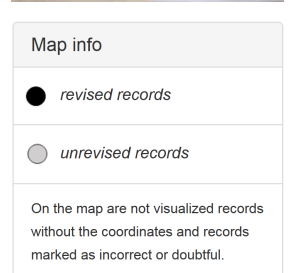 Map info
revised records
unrevised records
On the map are not visualized records
without the coordinates and records
marked as incorrect or doubtful.